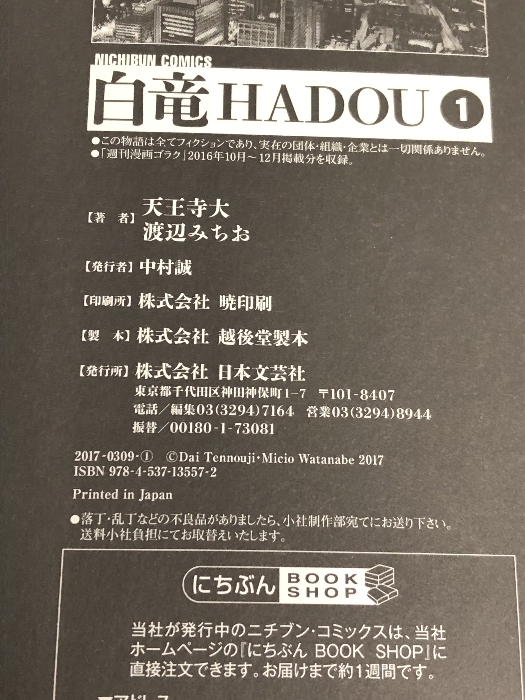 NICHIBUN COMICS
白竜HADOU 1
●この物語は全てフィクションであり、実在の団体・組織・企業とは一切関係ありません。
●「週刊漫画ゴラク」2016年10月〜12月掲載分を収録。
【著　者】 天王寺大
渡辺みちお
【発行者】 中村誠
【印刷所】 株式会社 暁印刷
【製　本】 株式会社 越後堂製本
【発行所】 株式会社 日本文芸社
東京都千代田区神田神保町1-7　〒101-8407
電話／編集03(3294)7164　営業03(3294)8944
振替／00180-1-73081
2017-0309-①　©Dai Tennouji・Micio Watanabe 2017
ISBN 978-4-537-13557-2
Printed in Japan
●落丁・乱丁などの不良品がありましたら、小社制作部宛てにお送り下さい。
送料小社負担にてお取替えいたします。
にちぶん BOOK SHOP
当社が発行中のニチブン・コミックスは、当社
ホームページの『にちぶん BOOK SHOP』に
直接注文できます。お届けまで約1週間です。